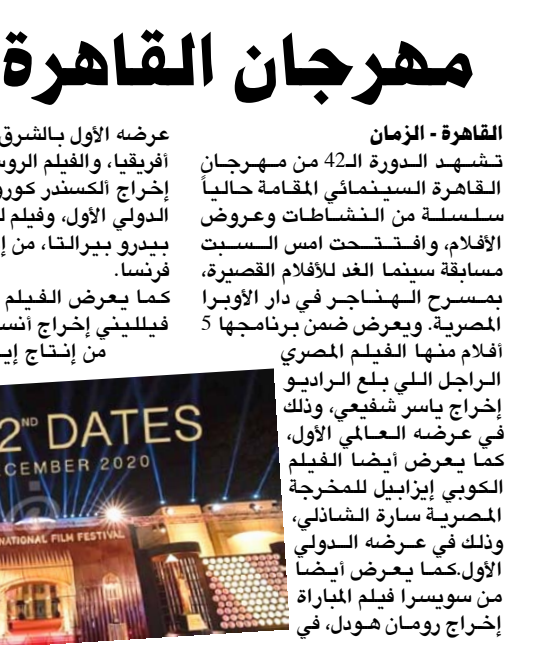 مهرجان القاهرة
القاهرة - الزمان
تشهد الدورة الـ42 من مهرجان
القاهرة السينمائي المقامة حالياً
سلسلة من النشاطات وعروض
الأفلام، وافتتحت امس السبت
مسابقة سينما الغد للأفلام القصيرة،
بمسرح الهناجر في دار الأوبرا
المصرية. ويعرض ضمن برنامجها 5
أفلام منها الفيلم المصري
الراجل اللي بلع الراديو
إخراج ياسر شفيعي، وذلك
في عرضه العالمي الأول،
كما يعرض أيضا الفيلم
الكوبي إيزابيل للمخرجة
المصرية سارة الشاذلي،
وذلك في عرضه الدولي
الأول.كما يعرض أيضا
من سويسرا فيلم المباراة
إخراج رومان هودل، في
عرضه الأول بالشرق
أفريقيا، والفيلم
إخراج ألكسندر
الدولي الأول، وفيلم
بيدرو بيرالتا، من
فرنسا.
كما يعرض الفيلم
فيلليني إخراج
من إنتاج
2ND DATES
CEMBER 2020
NATIONAL FILM FESTIVAL